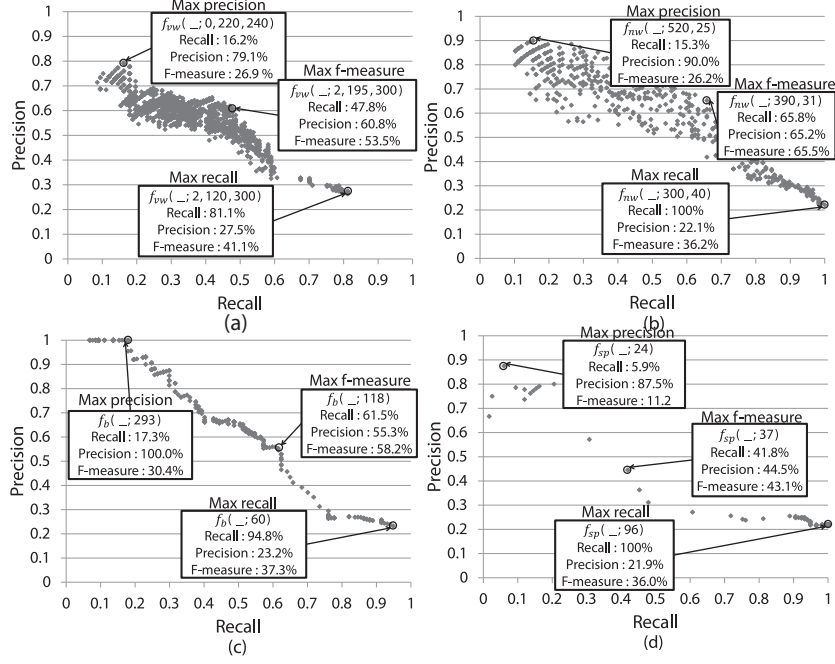 Max precision
f_vw(_; 0, 220, 240)
Recall : 16.2%
Precision : 79.1%
F-measure : 26.9 %
Max f-measure
f_vw(_; 2, 195, 300)
Recall : 47.8%
Precision : 60.8%
F-measure : 53.5%
Max recall
f_vw(_; 2, 120, 300)
Recall : 81.1%
Precision : 27.5%
F-measure : 41.1%
Precision
1
0.9
0.8
0.7
0.6
0.5
0.4
0.3
0.2
0.1
0
0 0.1 0.2 0.3 0.4 0.5 0.6 0.7 0.8 0.9 1
Recall
(a)
Max precision
f_nw(_; 520, 25)
Recall : 15.3%
Precision : 90.0%
F-measure : 26.2%
Max f-measure
f_nw(_; 390, 31)
Recall : 65.8%
Precision : 65.2%
F-measure : 65.5%
Max recall
f_nw(_; 300, 40)
Recall : 100%
Precision : 22.1%
F-measure : 36.2%
Precision
1
0.9
0.8
0.7
0.6
0.5
0.4
0.3
0.2
0.1
0
0 0.1 0.2 0.3 0.4 0.5 0.6 0.7 0.8 0.9 1
Recall
(b)
Max precision
f_b(_; 293)
Recall : 17.3%
Precision : 100.0%
F-measure : 30.4%
Max f-measure
f_b(_; 118)
Recall : 61.5%
Precision : 55.3%
F-measure : 58.2%
Max recall
f_b(_; 60)
Recall : 94.8%
Precision : 23.2%
F-measure : 37.3%
Precision
1
0.9
0.8
0.7
0.6
0.5
0.4
0.3
0.2
0.1
0
0 0.1 0.2 0.3 0.4 0.5 0.6 0.7 0.8 0.9 1
Recall
(c)
Max precision
f_sp(_; 24)
Recall : 5.9%
Precision : 87.5%
F-measure : 11.2
Max f-measure
f_sp(_; 37)
Recall : 41.8%
Precision : 44.5%
F-measure : 43.1%
Max recall
f_sp(_; 96)
Recall : 100%
Precision : 21.9%
F-measure : 36.0%
Precision
1
0.9
0.8
0.7
0.6
0.5
0.4
0.3
0.2
0.1
0
0 0.1 0.2 0.3 0.4 0.5 0.6 0.7 0.8 0.9 1
Recall
(d)